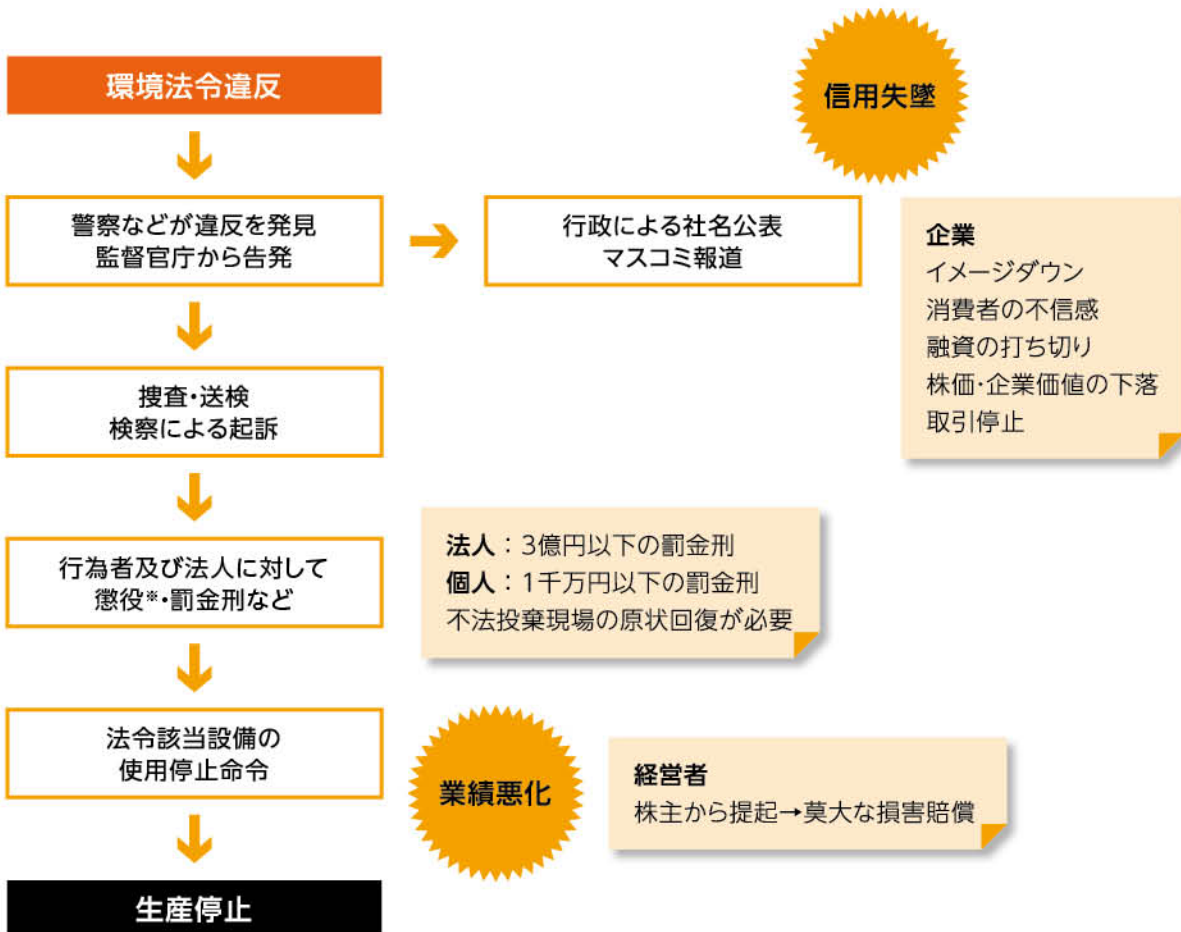 環境法令違反
信用失墜
警察などが違反を発見
監督官庁から告発
行政による社名公表
マスコミ報道
企業
イメージダウン
消費者の不信感
融資の打ち切り
株価・企業価値の下落
取引停止
捜査・送検
検察による起訴
行為者及び法人に対して
懲役※・罰金刑など
法人：3億円以下の罰金刑
個人：1千万円以下の罰金刑
不法投棄現場の原状回復が必要
法令該当設備の
使用停止命令
業績悪化
経営者
株主から提起→莫大な損害賠償
生産停止